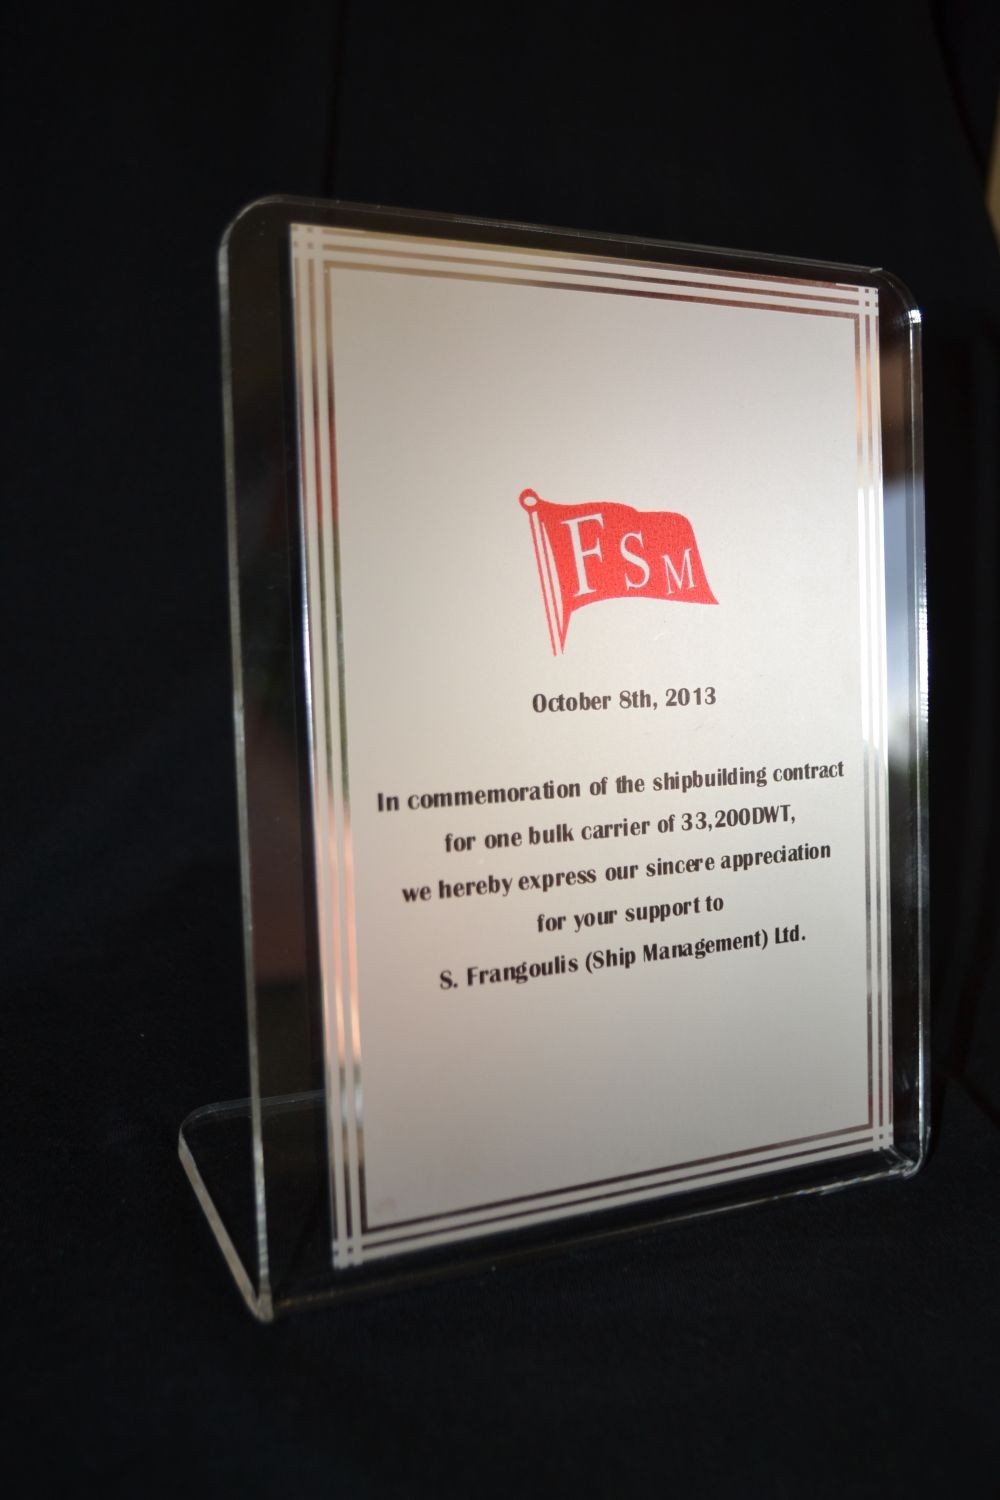 FSM
October 8th, 2013
In commemoration of the shipbuilding contract
for one bulk carrier of 33,200DWT,
we hereby express our sincere appreciation
for your support to
S. Frangoulis (Ship Management) Ltd.